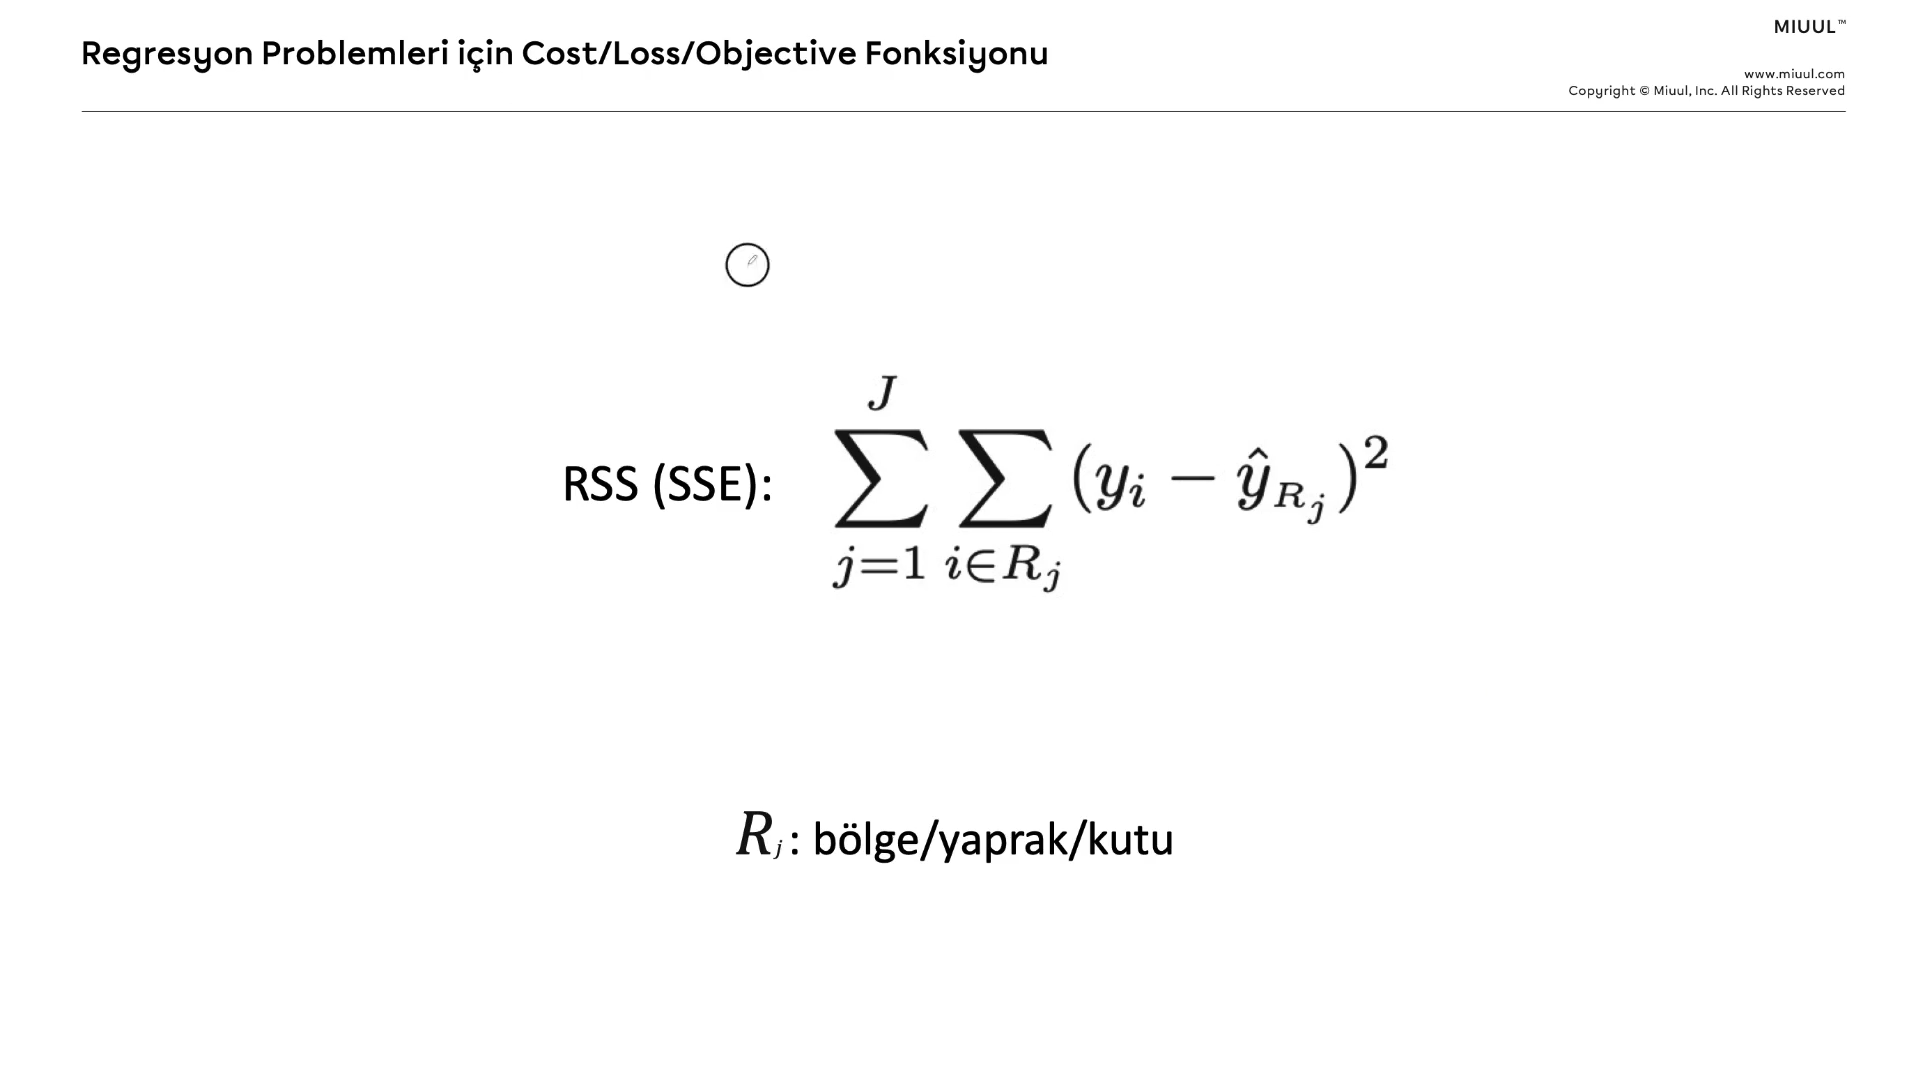 MIUUL™
Regresyon Problemleri için Cost/Loss/Objective Fonksiyonu
www.miuul.com
Copyright © Miuul, Inc. All Rights Reserved
RSS (SSE): $\sum_{j=1}^{J} \sum_{i \in R_j} (y_i - \hat{y}_{R_j})^2$
$R_j$: bölge/yaprak/kutu